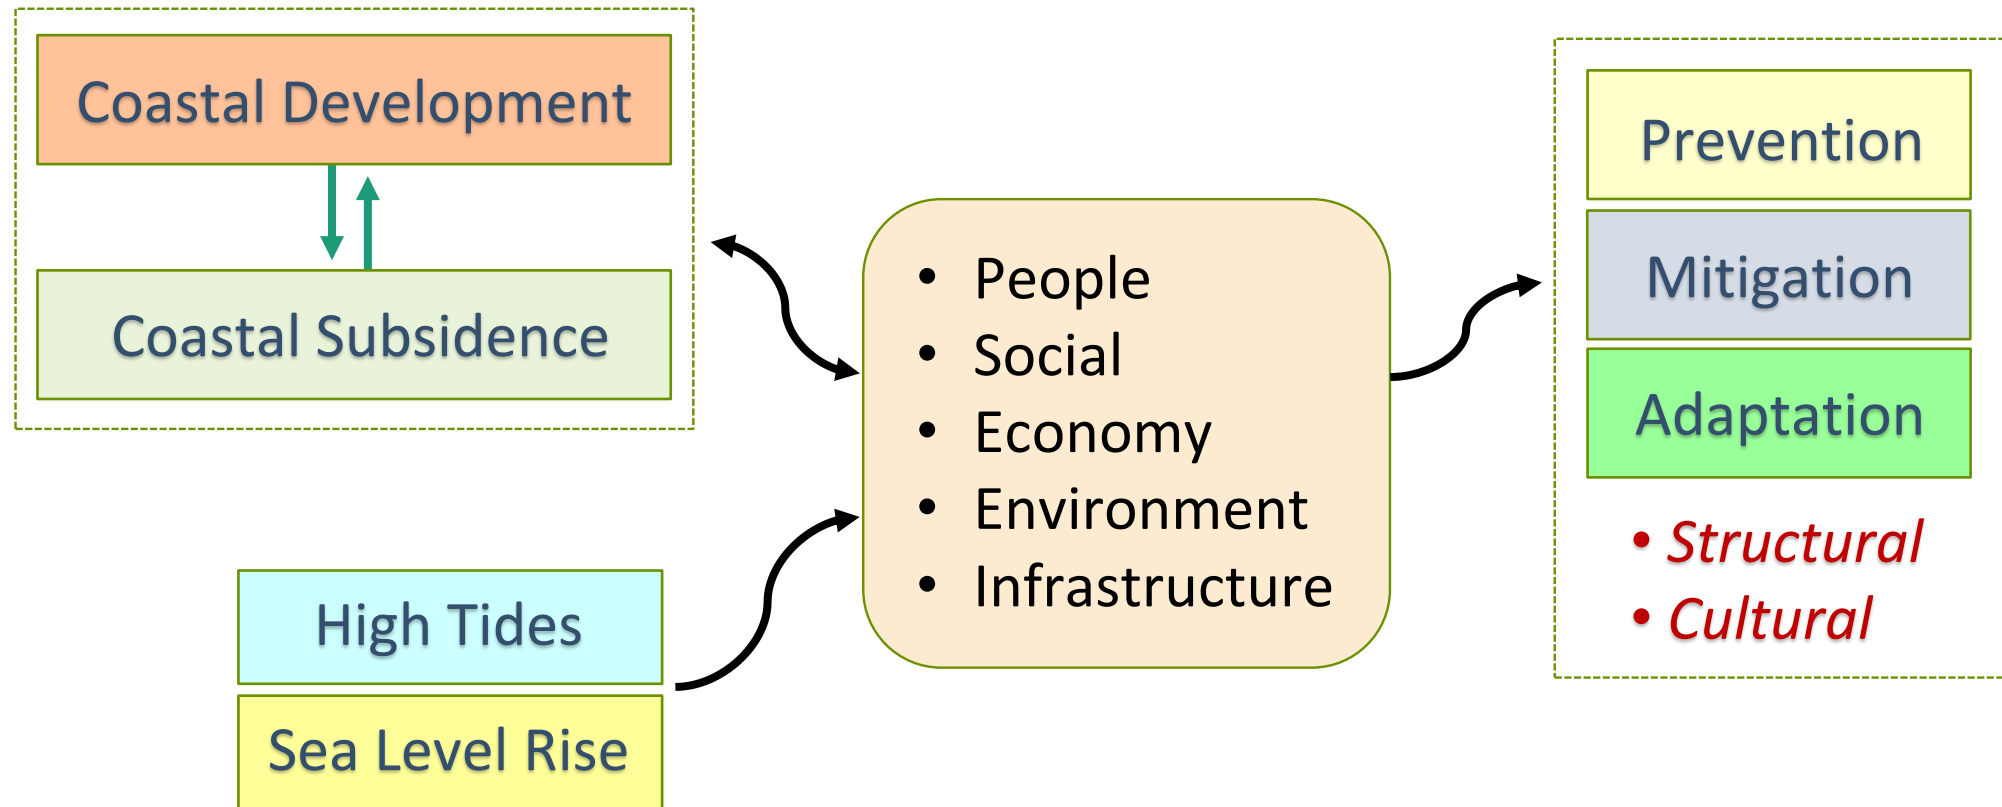 Coastal Development
Coastal Subsidence
High Tides
Sea Level Rise
• People
• Social
• Economy
• Environment
• Infrastructure
Prevention
Mitigation
Adaptation
• Structural
• Cultural